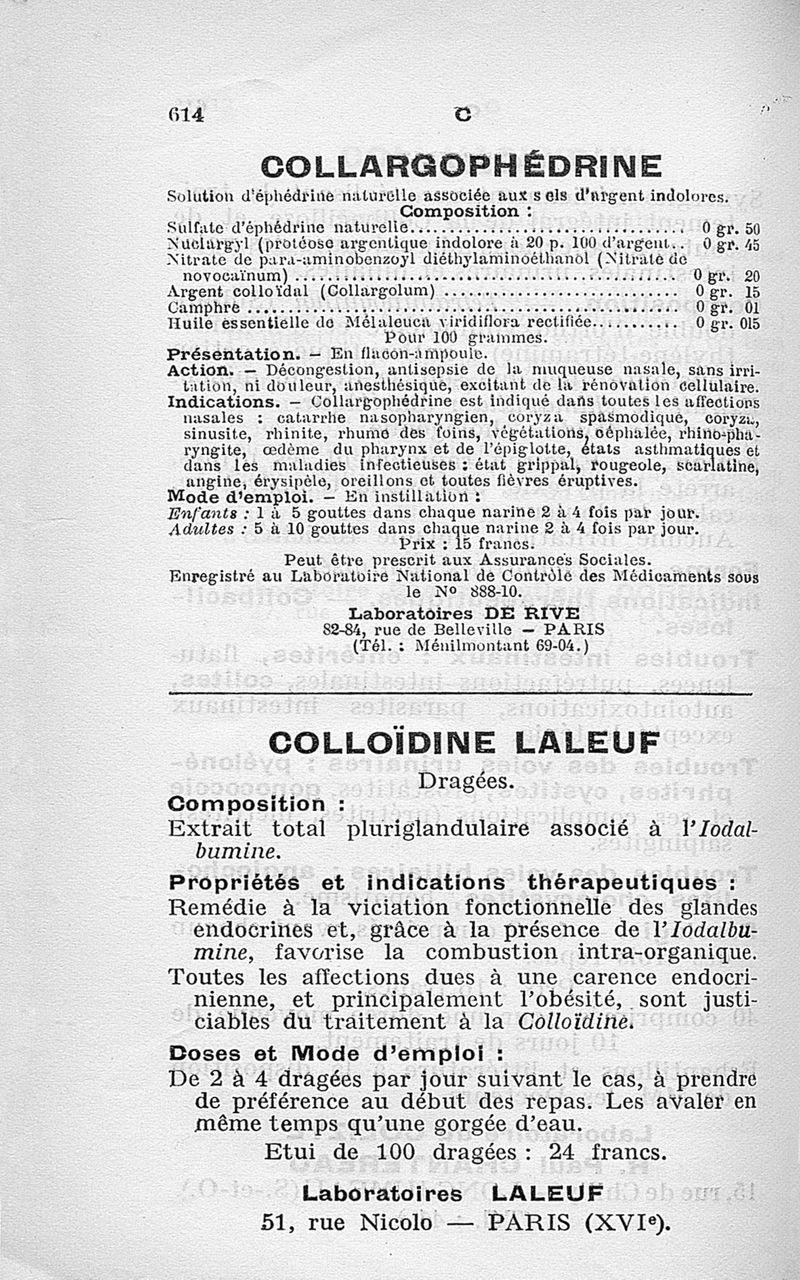 614
C
COLLARGOPHÉDRINE
Solution d'éphédrine naturelle associée aux sels d'argent indolores.
Composition :
Sulfate d'éphédrine naturelle................................ 0 gr. 50
Nuclargyl (protéose argentique indolore à 20 p. 100 d'argent.. 0 gr. 45
Nitrate de para-aminobenzoyl diéthylaminoéthanol (Nitrate de
novocaïnum) ................................................ 0 gr. 20
Argent colloïdal (Collargolum) ............................. 0 gr. 15
Camphre .................................................... 0 gr. 01
Huile essentielle de Mélaleuca viridiflora rectifiée........... 0 gr. 015
Pour 100 grammes.
Présentation. — En flacon-ampoule.
Action. — Décongestion, antisepsie de la muqueuse nasale, sans irri-
tation, ni douleur, anesthésique, excitant de la rénovation cellulaire.
Indications. — Collargophédrine est indiqué dans toutes les affections
nasales : catarrhe nasopharyngien, coryza spasmodique, coryza,
sinusite, rhinite, rhume des foins, végétations, céphalée, rhino-pha-
ryngite, œdème du pharynx et de l'épiglotte, états asthmatiques et
dans les maladies infectieuses : état grippal, rougeole, scarlatine,
angine, érysipèle, oreillons et toutes fièvres éruptives.
Mode d'emploi. — En instillation :
Enfants : 1 à 5 gouttes dans chaque narine 2 à 4 fois par jour.
Adultes : 5 à 10 gouttes dans chaque narine 2 à 4 fois par jour.
Prix : 15 francs.
Peut être prescrit aux Assurances Sociales.
Enregistré au Laboratoire National de Contrôle des Médicaments sous
le Nº 888-10.
Laboratoires DE RIVE
82-84, rue de Belleville — PARIS
(Tél. : Ménilmontant 69-04.)
COLLOÏDINE LALEUF
Dragées.
Composition :
Extrait total pluriglandulaire associé à l'Iodal-
bumine.
Propriétés et indications thérapeutiques :
Remédie à la viciation fonctionnelle des glandes
endocrines et, grâce à la présence de l'Iodalbu-
mine, favorise la combustion intra-organique.
Toutes les affections dues à une carence endocri-
nienne, et principalement l'obésité, sont justi-
ciables du traitement à la Colloïdine.
Doses et Mode d'emploi :
De 2 à 4 dragées par jour suivant le cas, à prendre
de préférence au début des repas. Les avaler en
même temps qu'une gorgée d'eau.
Etui de 100 dragées : 24 francs.
Laboratoires LALEUF
51, rue Nicolo — PARIS (XVIe).